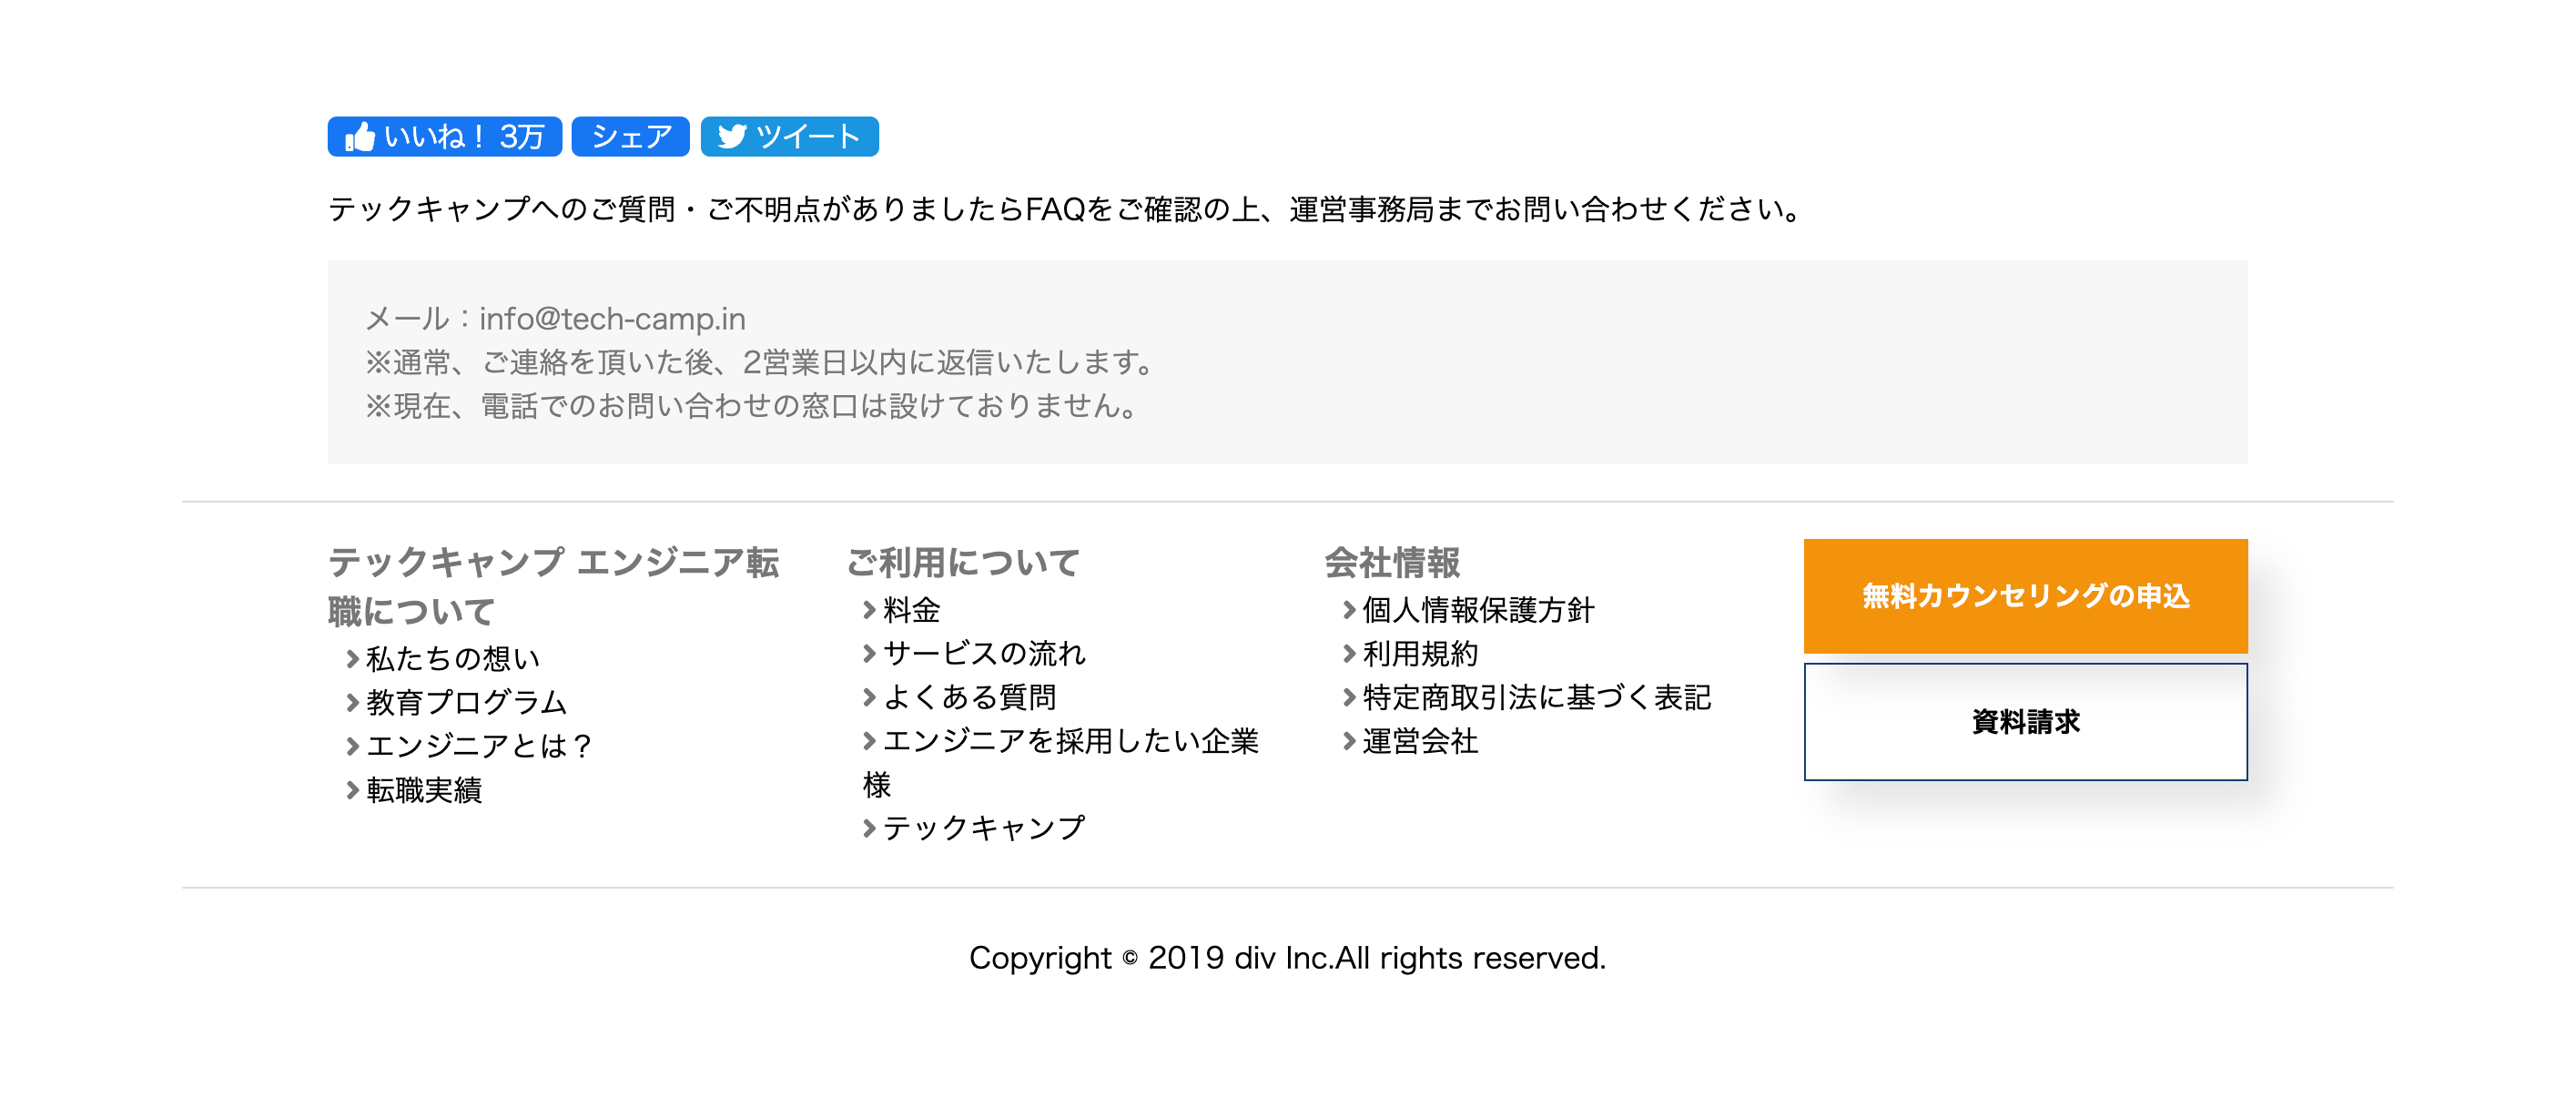 いいね！ 3万 シェア ツイート
テックキャンプへのご質問・ご不明点がありましたらFAQをご確認の上、運営事務局までお問い合わせください。
メール：info@tech-camp.in
※通常、ご連絡を頂いた後、2営業日以内に返信いたします。
※現在、電話でのお問い合わせの窓口は設けておりません。
テックキャンプ エンジニア転
職について
私たちの想い
教育プログラム
エンジニアとは？
転職実績
ご利用について
料金
サービスの流れ
よくある質問
エンジニアを採用したい企業
様
テックキャンプ
会社情報
個人情報保護方針
利用規約
特定商取引法に基づく表記
運営会社
無料カウンセリングの申込
資料請求
Copyright © 2019 div Inc.All rights reserved.